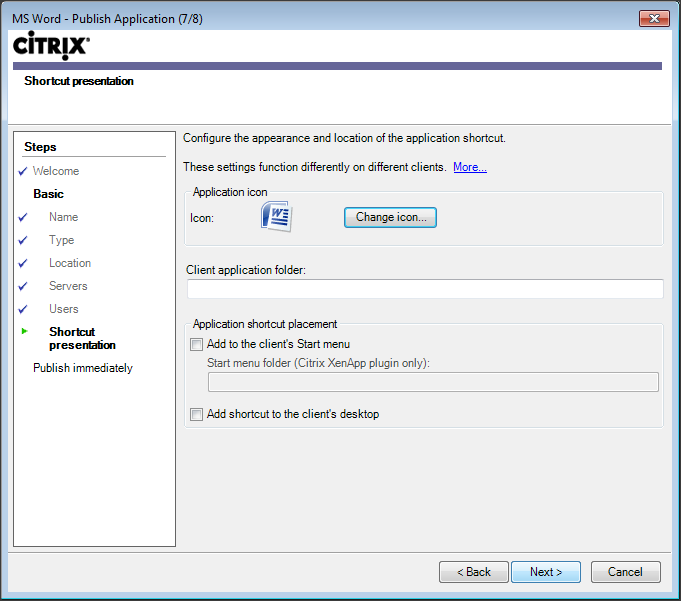 MS Word - Publish Application (7/8)
CITRIX®
Shortcut presentation
Steps
Welcome
Basic
Name
Type
Location
Servers
Users
Shortcut
presentation
Publish immediately
Configure the appearance and location of the application shortcut.
These settings function differently on different clients. More...
Application icon
Icon:
W
Change icon...
Client application folder:
Application shortcut placement
Add to the client's Start menu
Start menu folder (Citrix XenApp plugin only):
Add shortcut to the client's desktop
< Back
Next >
Cancel